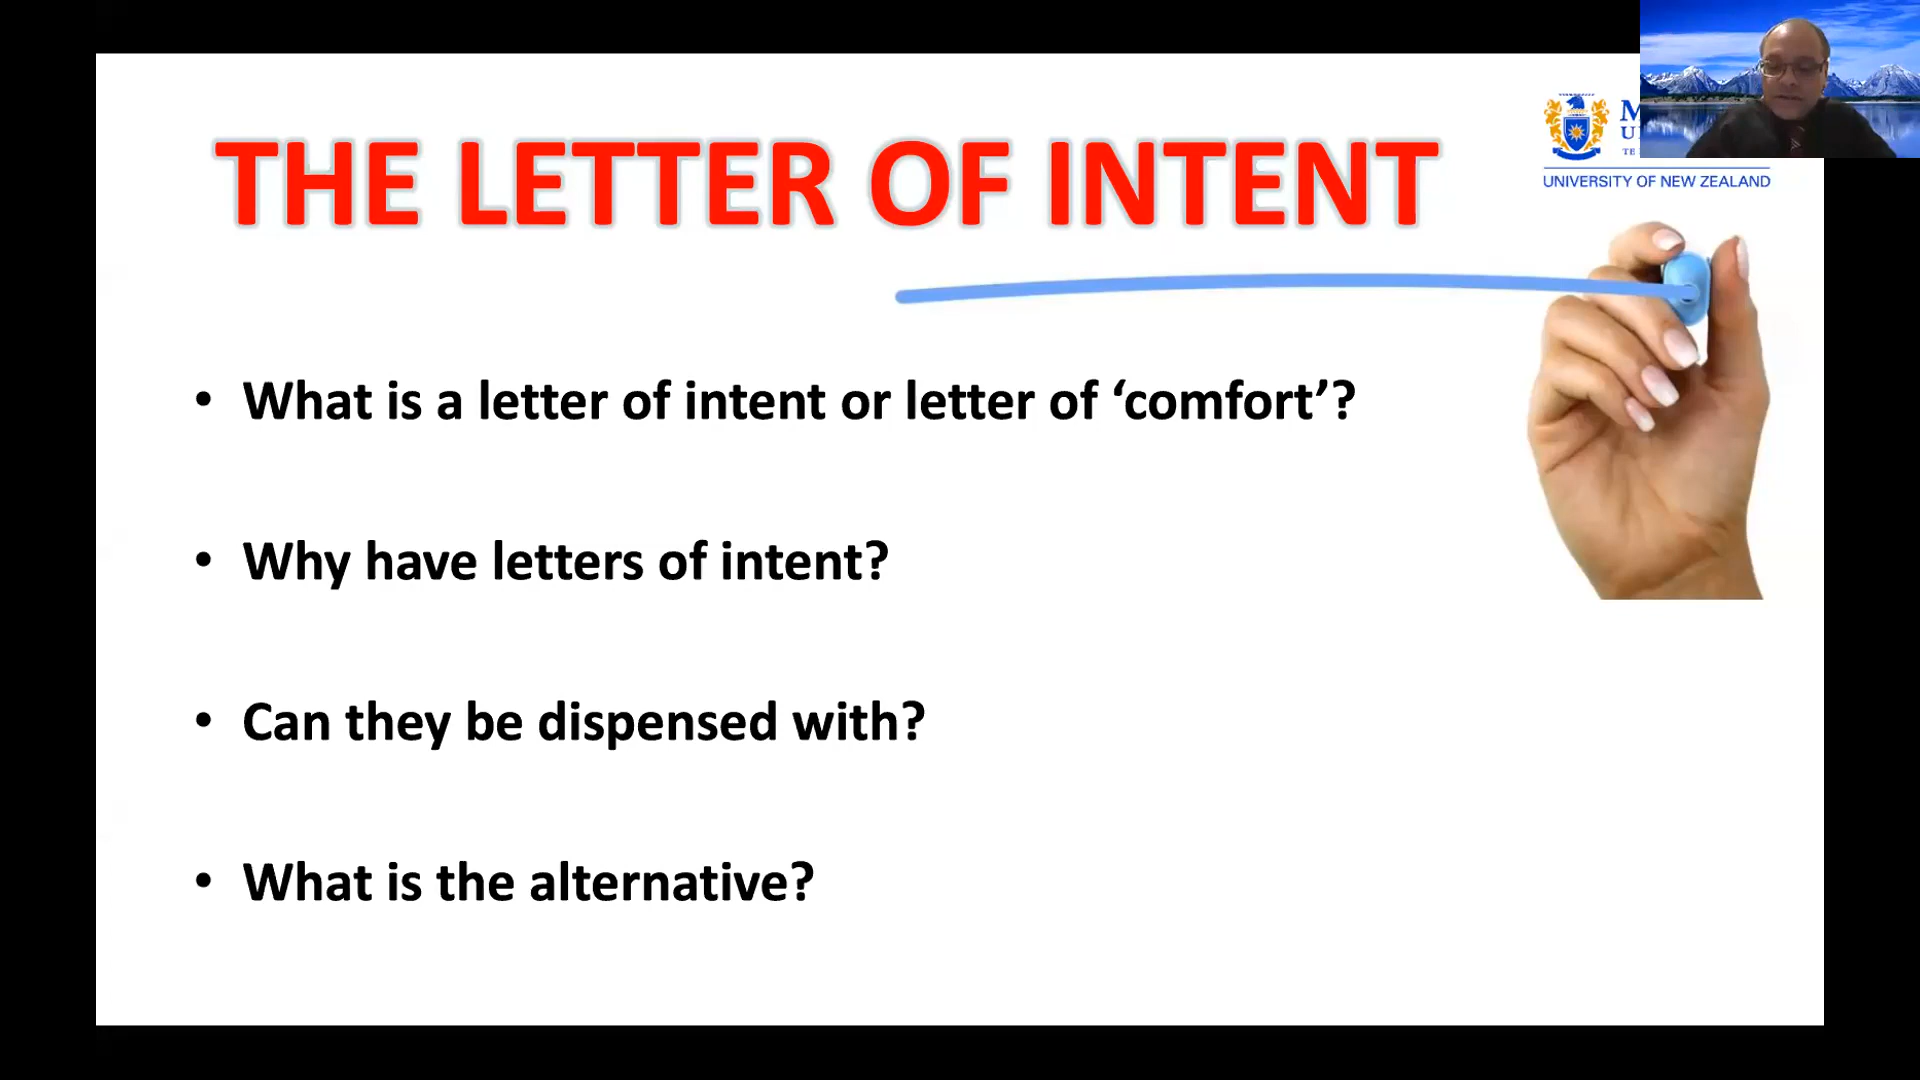 THE LETTER OF INTENT
UNIVERSITY OF NEW ZEALAND
• What is a letter of intent or letter of ‘comfort’?
• Why have letters of intent?
• Can they be dispensed with?
• What is the alternative?